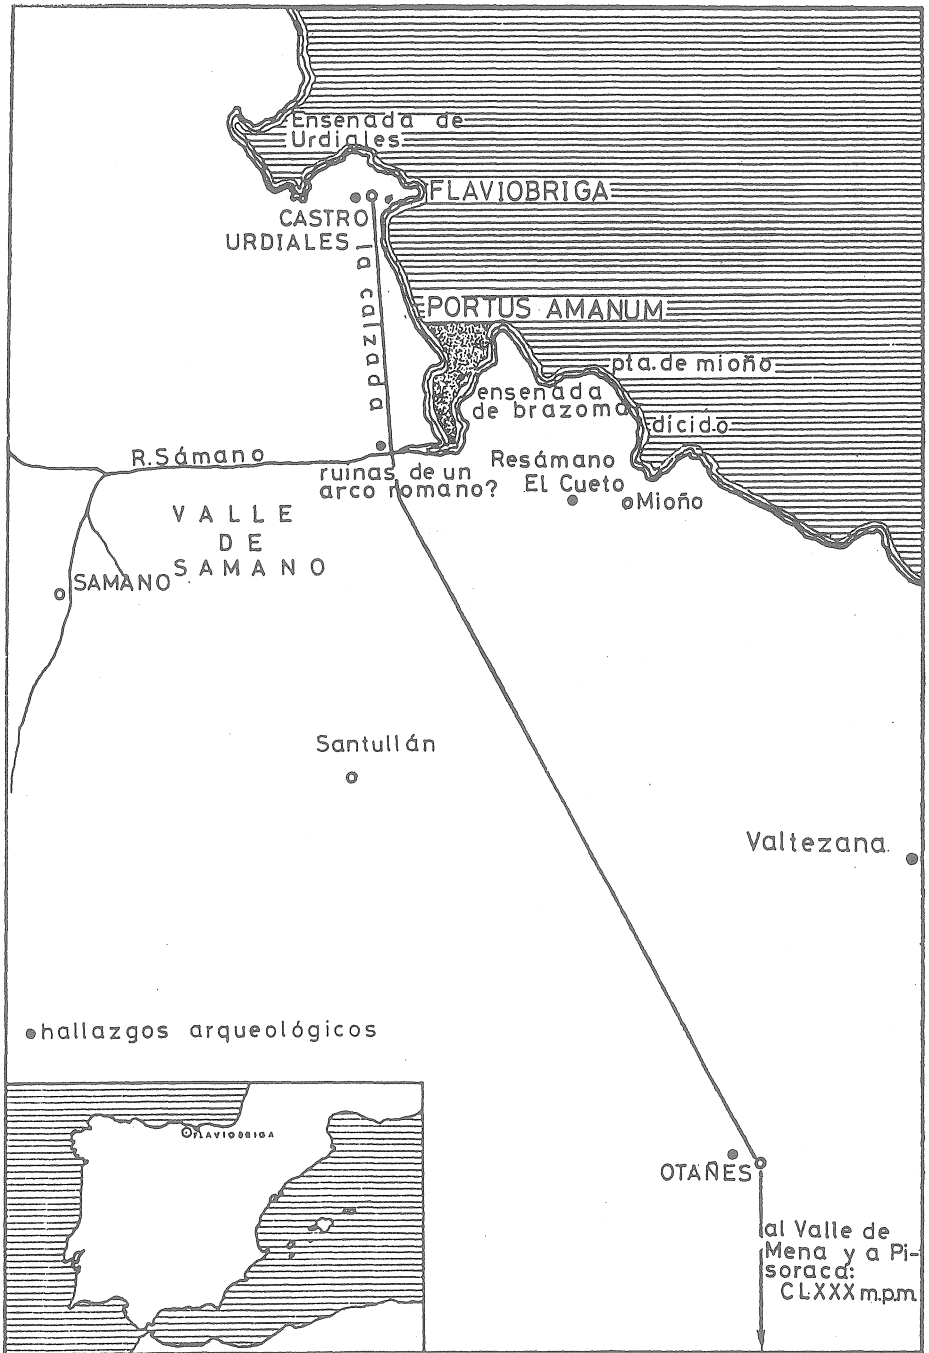 Ensenada de
Urdiales
FLAVIOBRIGA
CASTRO
URDIALES
la calzada
PORTUS AMANUM
pta. de mioño
ensenada
de brazoma
dicido
R. Sámano
ruinas de un
arco romano?
Resámano
El Cueto
Mioño
VALLE
DE
SAMANO
SAMANO
Santullán
Valtezana
hallazgos arqueológicos
FLAVIOBRIGA
OTAÑES
al Valle de
Mena y a Pi-
soraca:
CLXXX m.p.m.